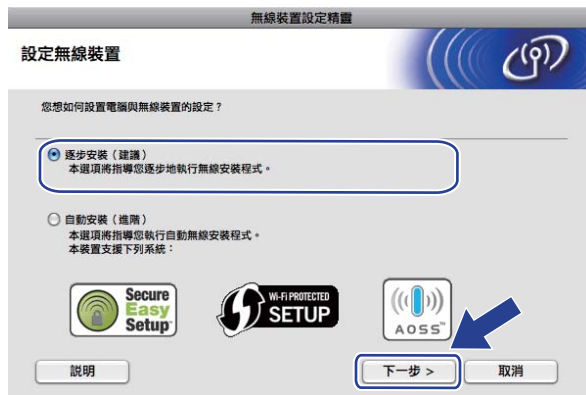 無線裝置設定精靈
設定無線裝置
您想如何設置電腦與無線裝置的設定？
逐步安裝（建議）
本選項將指導您逐步地執行無線安裝程式。
自動安裝（進階）
本選項將指導您執行自動無線安裝程式。
本裝置支援下列系統：
Secure
Easy
Setup™
WI-FI PROTECTED
SETUP
AOSS™
説明
下一步 >
取消